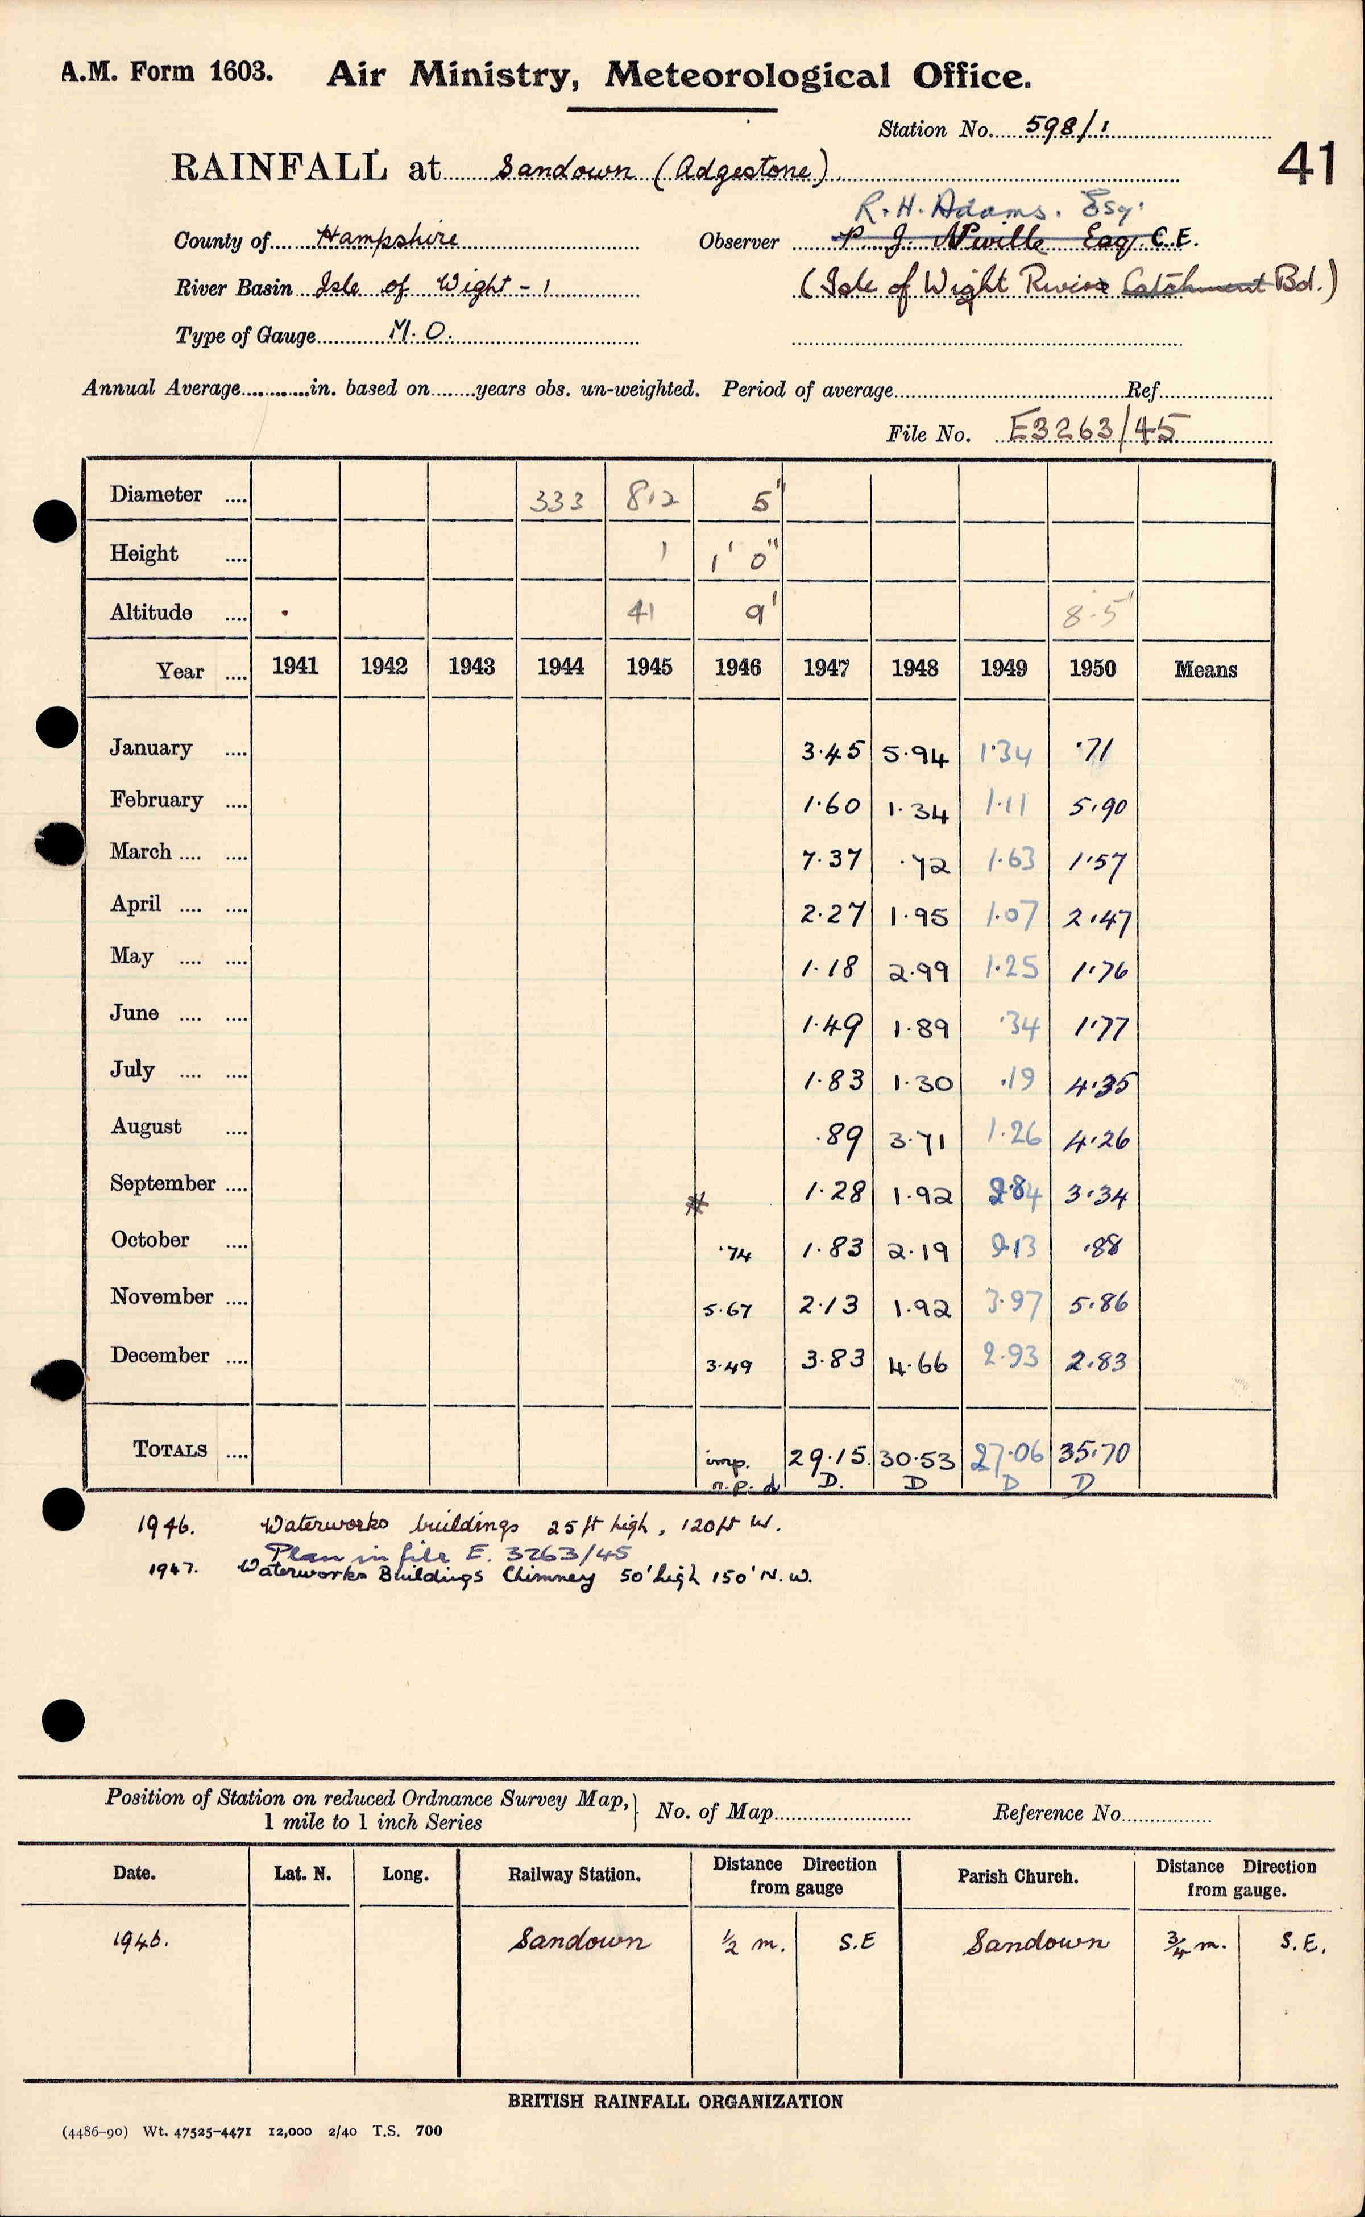 A.M. Form 1603. Air Ministry, Meteorological Office.
Station No. 598/1
41
RAINFALL at Sandown (Adgestone)
R. H. Adams. Esq.
County of Hampshire Observer P. J. Neville Esq. C.E.
River Basin Isle of Wight - 1 (Isle of Wight Rivers Catchment Bd.)
Type of Gauge M.O.
Annual Average in. based on years obs. un-weighted. Period of average Ref.
File No. E3263/45
Diameter 333 812 5"
Height 1 1' 0"
Altitude 41 9' 8.5'
Year 1941 1942 1943 1944 1945 1946 1947 1948 1949 1950 Means
January 3.45 5.94 1.34 .71
February 1.60 1.34 1.11 5.90
March 7.37 .72 1.63 1.57
April 2.27 1.95 1.07 2.47
May 1.18 2.99 1.25 1.76
June 1.49 1.89 .34 1.77
July 1.83 1.30 .19 4.35
August .89 3.71 1.26 4.26
September 1.28 1.92 2.84 3.34
October .74 1.83 2.19 2.13 .88
November 5.67 2.13 1.92 3.97 5.86
December 3.49 3.83 4.66 2.93 2.83
TOTALS imp. 29.15 30.53 27.06 35.70
n.p.d D. D D D
1946. Waterworks buildings 25 ft high, 120 ft W.
Plan in file E. 3263/45
1947. Waterworks Buildings Chimney 50' high 150' N.W.
Position of Station on reduced Ordnance Survey Map, 1 mile to 1 inch Series No. of Map Reference No.
Date. Lat. N. Long. Railway Station. Distance Direction from gauge Parish Church. Distance Direction from gauge.
1946. Sandown ½ m. S.E Sandown ¾ m. S.E.
BRITISH RAINFALL ORGANIZATION
(4486-90) Wt. 47525-4471 12,000 2/40 T.S. 700